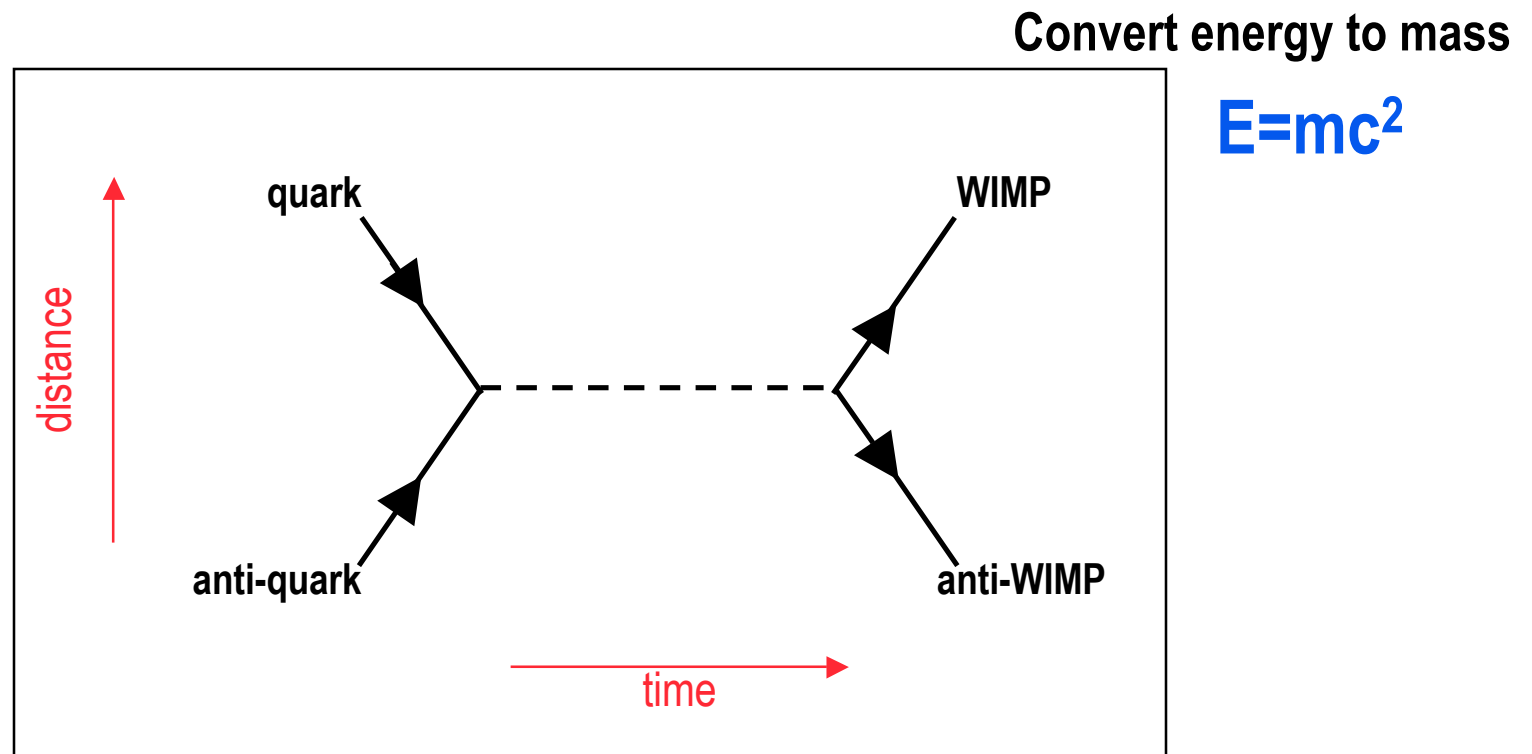 Convert energy to mass
E=mc²
quark
WIMP
distance
anti-quark
anti-WIMP
time